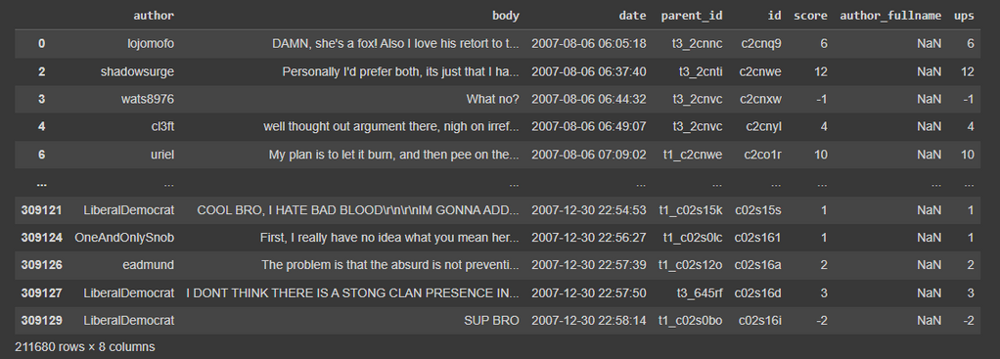 author body date parent_id id score author_fullname ups
0 lojomofo DAMN, she's a fox! Also I love his retort to t... 2007-08-06 06:05:18 t3_2cnnc c2cnq9 6 NaN 6
2 shadowsurge Personally I'd prefer both, its just that I ha... 2007-08-06 06:37:40 t3_2cnti c2cnwe 12 NaN 12
3 wats8976 What no? 2007-08-06 06:44:32 t3_2cnvc c2cnxw -1 NaN -1
4 cl3ft well thought out argument there, nigh on irref... 2007-08-06 06:49:07 t3_2cnvc c2cnyl 4 NaN 4
6 uriel My plan is to let it burn, and then pee on the... 2007-08-06 07:09:02 t1_c2cnwe c2co1r 10 NaN 10
... ... ... ... ... ... ... ... ...
309121 LiberalDemocrat COOL BRO, I HATE BAD BLOOD\r\n\r\nIM GONNA ADD... 2007-12-30 22:54:53 t1_c02s15k c02s15s 1 NaN 1
309124 OneAndOnlySnob First, I really have no idea what you mean her... 2007-12-30 22:56:27 t1_c02s0lc c02s161 1 NaN 1
309126 eadmund The problem is that the absurd is not preventi... 2007-12-30 22:57:39 t1_c02s12o c02s16a 2 NaN 2
309127 LiberalDemocrat I DONT THINK THERE IS A STONG CLAN PRESENCE IN... 2007-12-30 22:57:50 t3_645rf c02s16d 3 NaN 3
309129 LiberalDemocrat SUP BRO 2007-12-30 22:58:14 t1_c02s0bo c02s16i -2 NaN -2
211680 rows × 8 columns